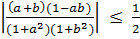 |(a+b)(1−ab) / (1+a²)(1+b²)| ≤ 1/2